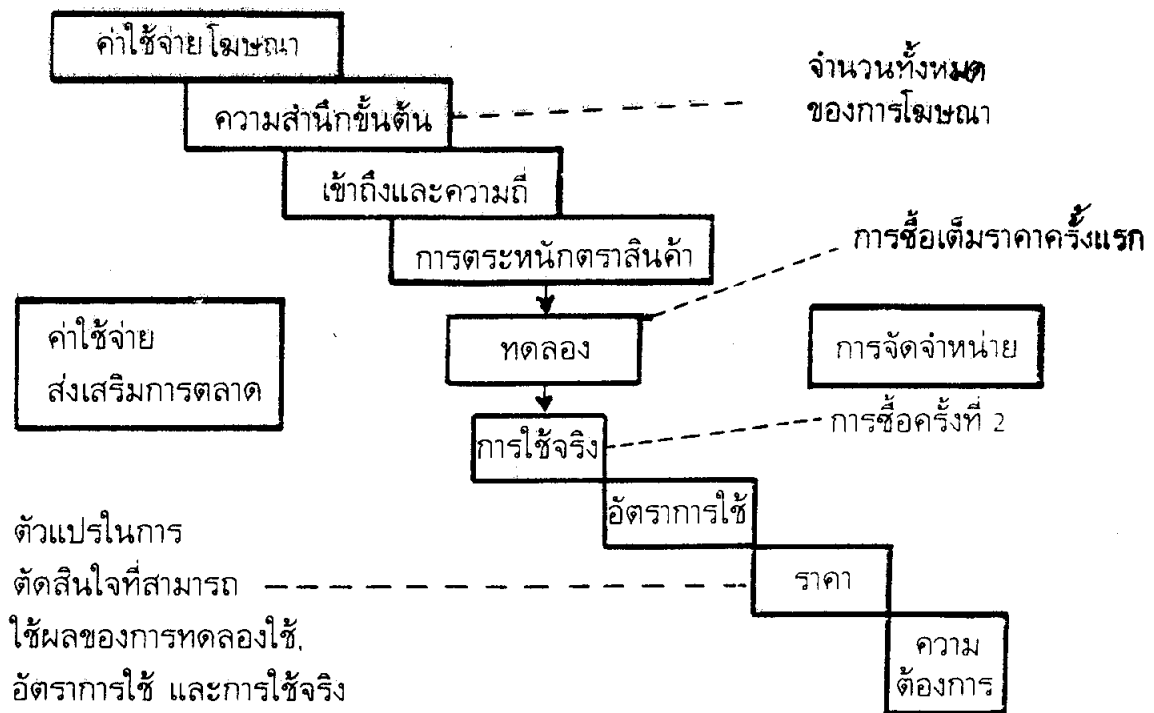 ค่าใช้จ่ายโฆษณา
จำนวนทั้งหมด
ของการโฆษณา
ความสำนึกขั้นต้น
เข้าถึงและความถี่
การตระหนักตราสินค้า
การซื้อเต็มราคาครั้งแรก
ค่าใช้จ่าย
ส่งเสริมการตลาด
ทดลอง
การจัดจำหน่าย
การใช้จริง
การซื้อครั้งที่ 2
อัตราการใช้
ตัวแปรในการ
ตัดสินใจที่สามารถ
ใช้ผลของการทดลองใช้,
อัตราการใช้ และการใช้จริง
ราคา
ความ
ต้องการ